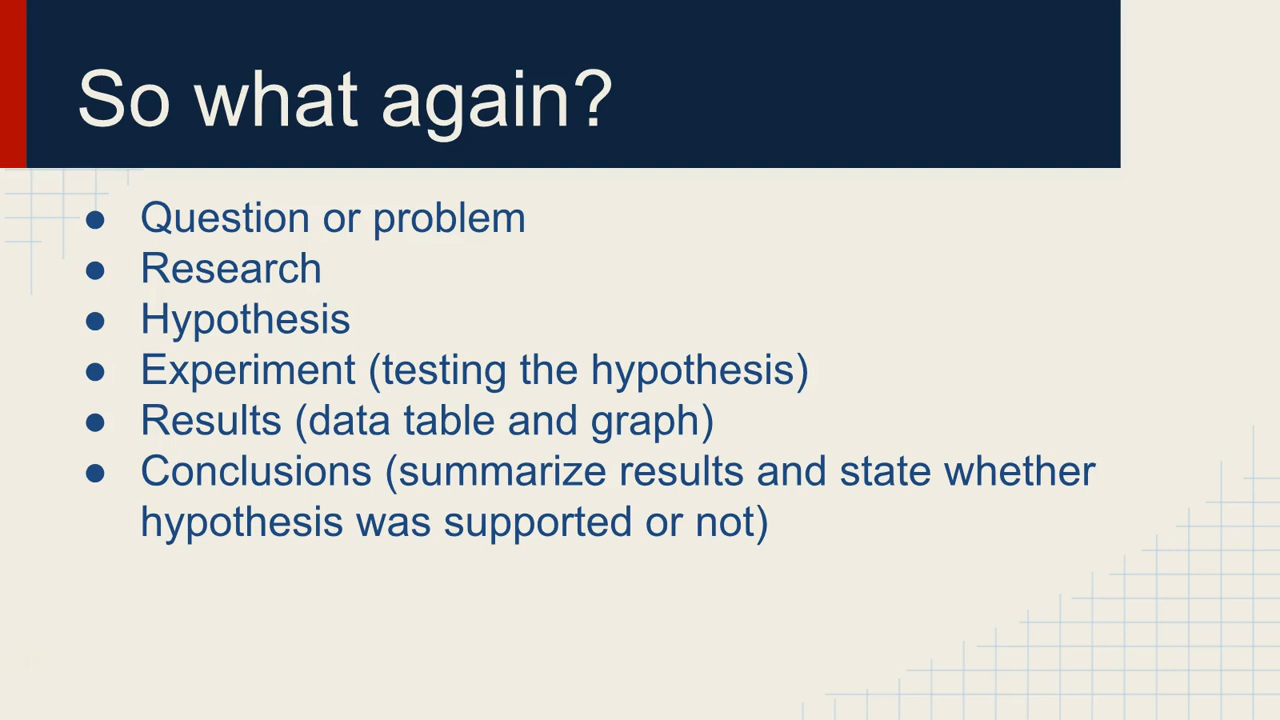 So what again?
● Question or problem
● Research
● Hypothesis
● Experiment (testing the hypothesis)
● Results (data table and graph)
● Conclusions (summarize results and state whether
hypothesis was supported or not)